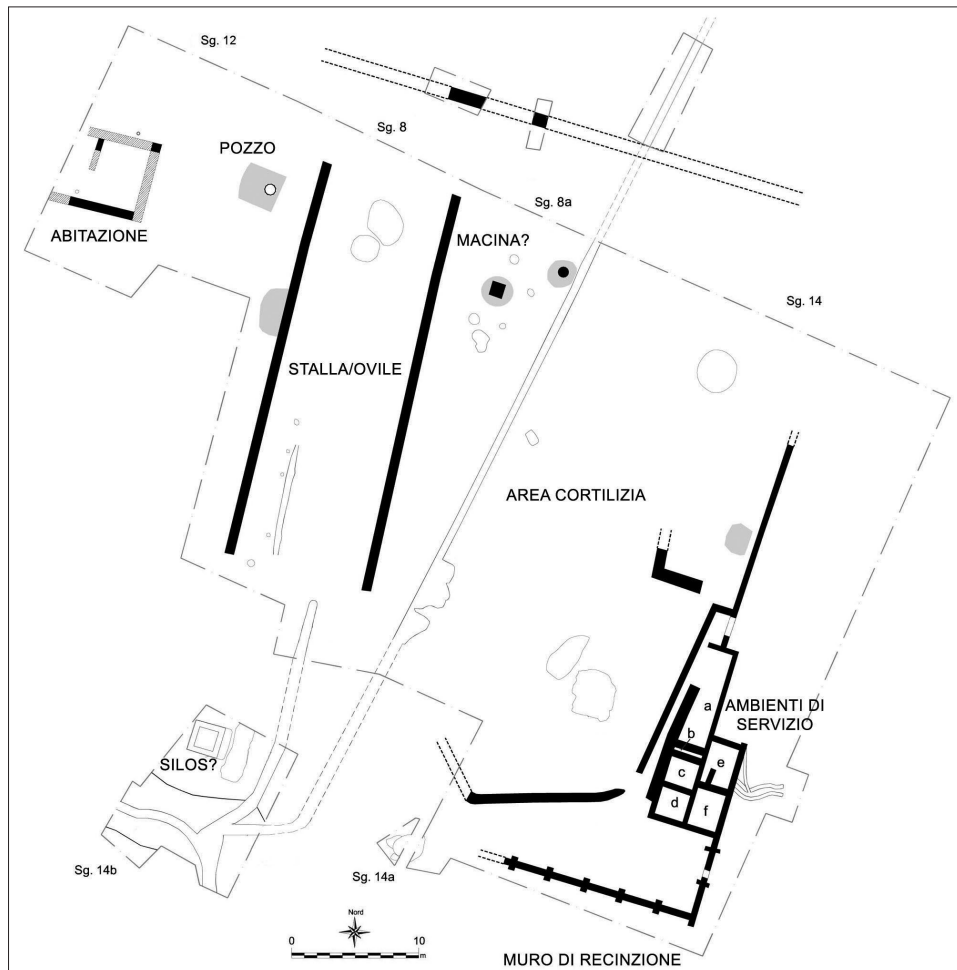 Sg. 12
Sg. 8
POZZO
Sg. 8a
ABITAZIONE
MACINA?
Sg. 14
STALLA/OVILE
AREA CORTILIZIA
a
AMBIENTI DI
SERVIZIO
b
SILOS?
c
e
d
f
Sg. 14b
Sg. 14a
Nord
0
10
m
MURO DI RECINZIONE